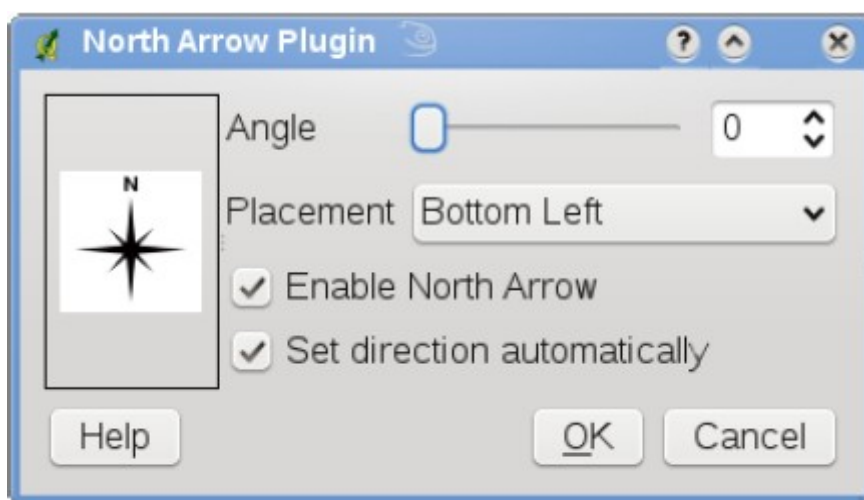 North Arrow Plugin ?
Angle 0
N
Placement Bottom Left
Enable North Arrow
Set direction automatically
Help OK Cancel